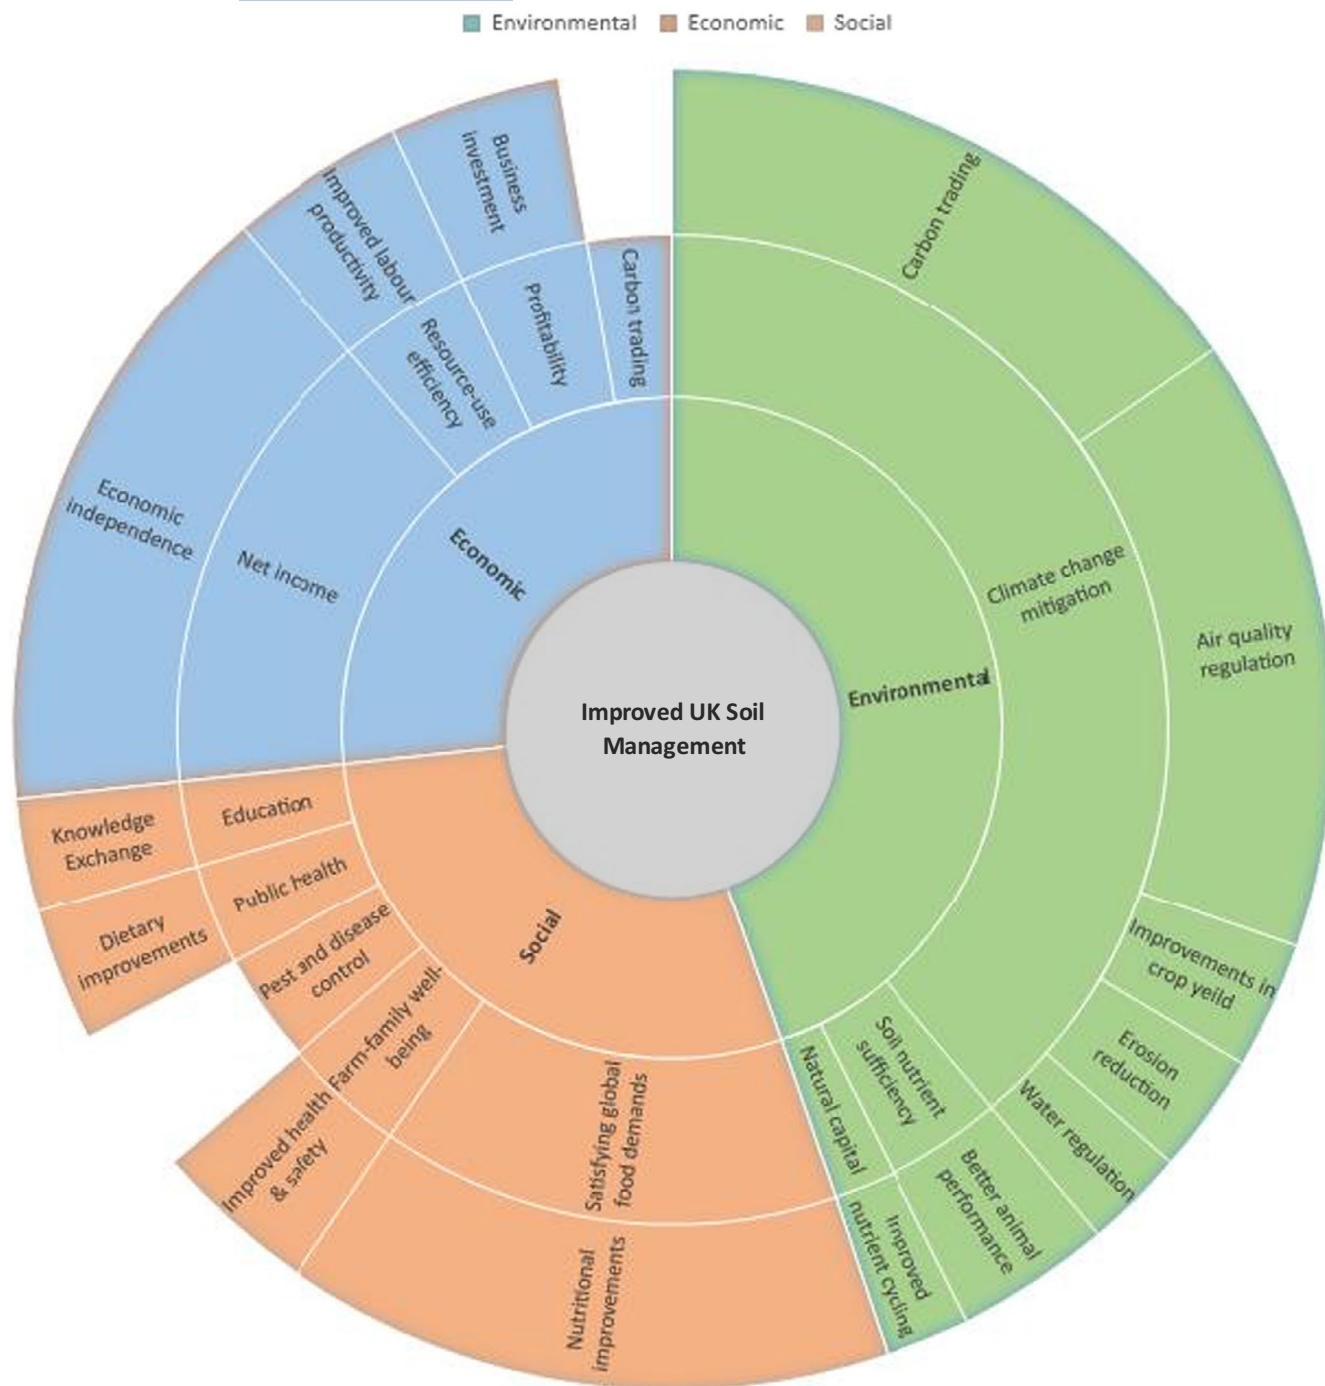 Environmental Economic Social
Business
investment
Improved labour
productivity
Economic
independence
Carbon trading
Profitability
Resource-use
efficiency
Net income
Economic
Carbon trading
Climate change
mitigation
Air quality
regulation
Environmental
Improved UK Soil
Management
Improvements in
crop yeild
Erosion
reduction
Water regulation
Soil nutrient
sufficiency
Better animal
performance
Natural capital
Improved
nutrient cycling
Social
Education
Knowledge
Exchange
Public health
Dietary
improvements
Pest and disease
control
Farm-family well-
being
Improved health
& safety
Satisfying global
food demands
Nutritional
improvements